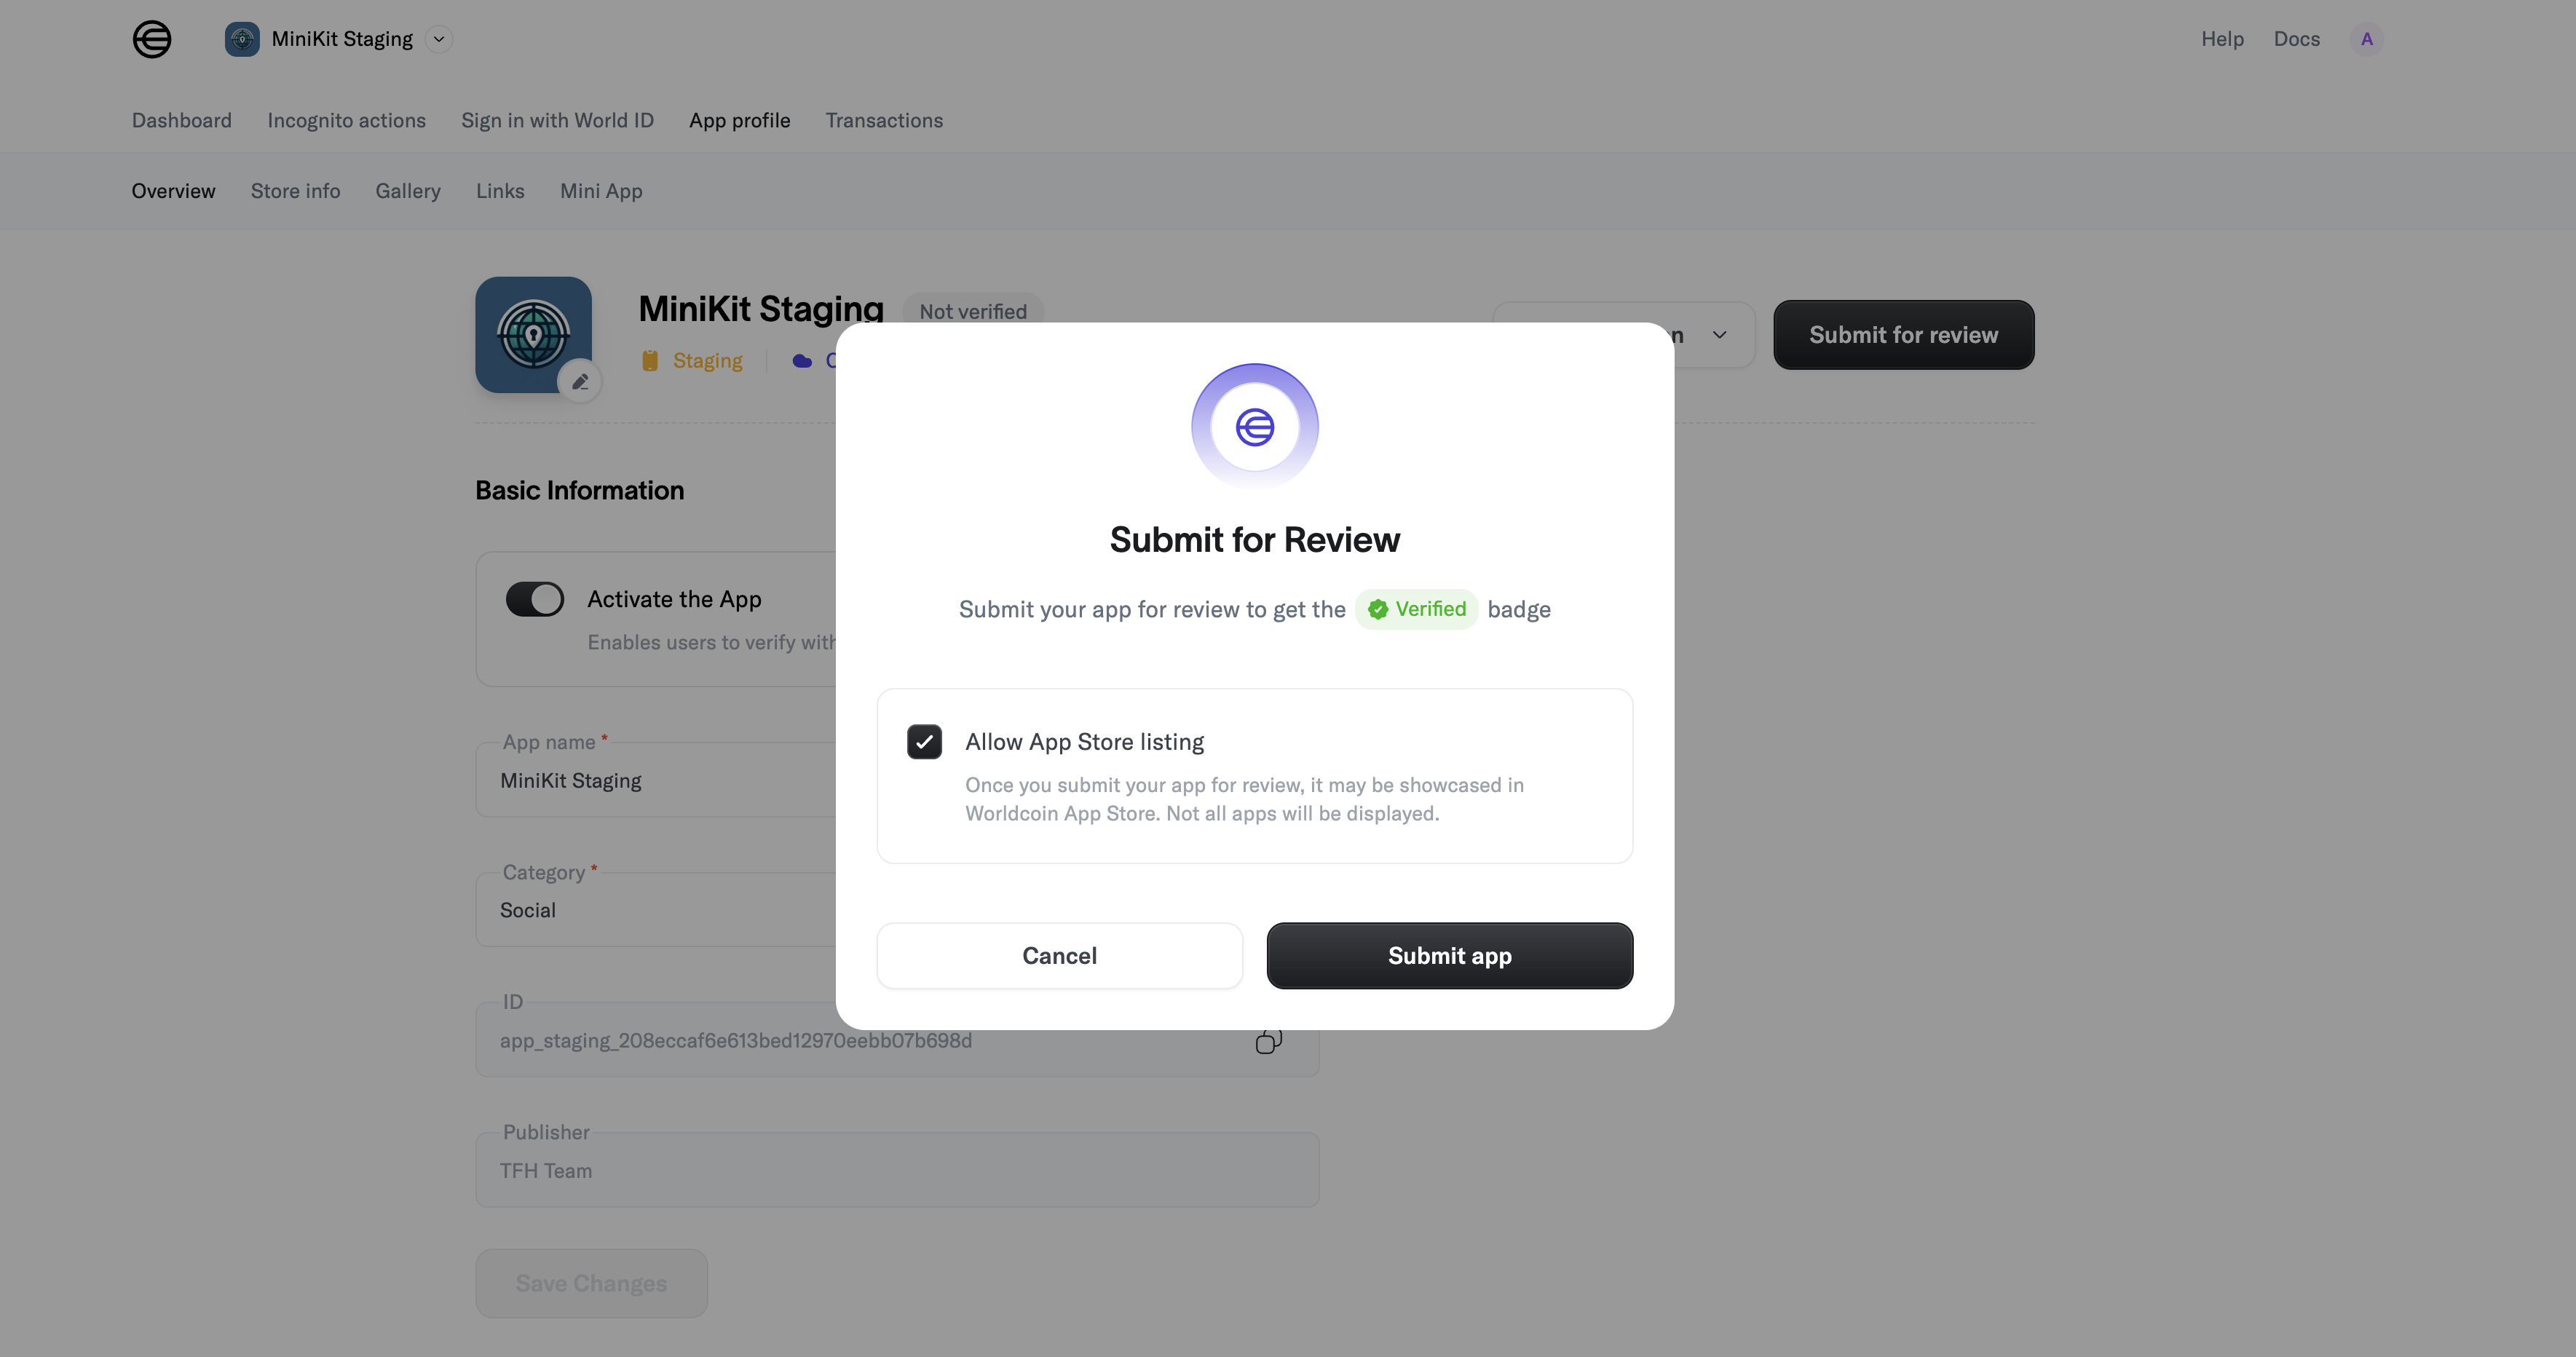 MiniKit Staging
Help Docs A
Dashboard Incognito actions Sign in with World ID App profile Transactions
Overview Store info Gallery Links Mini App
MiniKit Staging Not verified
Staging
Submit for review
Submit for Review
Submit your app for review to get the Verified badge
Allow App Store listing
Once you submit your app for review, it may be showcased in
Worldcoin App Store. Not all apps will be displayed.
Cancel Submit app
Basic Information
Activate the App
Enables users to verify with
App name *
MiniKit Staging
Category *
Social
ID
app_staging_208eccaf6e613bed12970eebb07b698d
Publisher
TFH Team
Save Changes